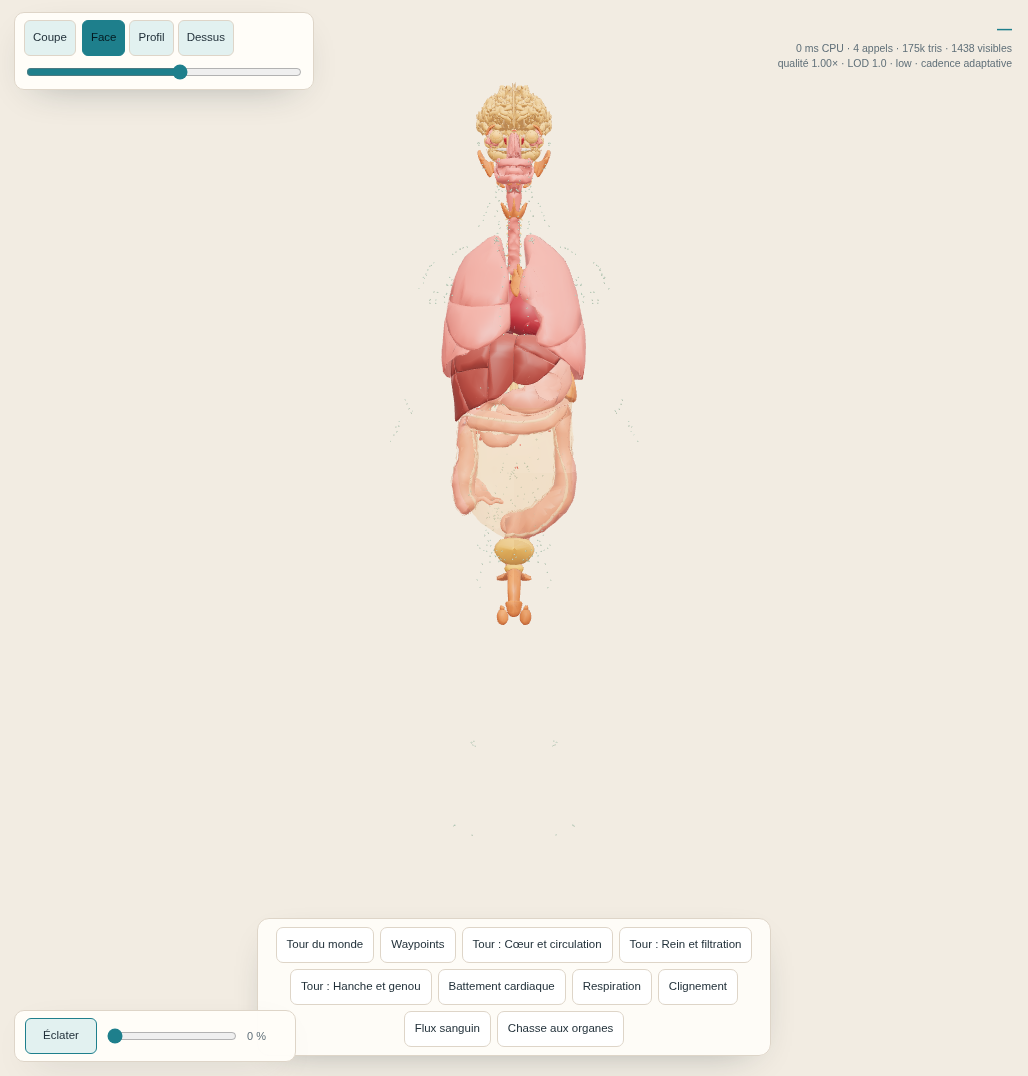 Coupe Face Profil Dessus
—
0 ms CPU · 4 appels · 175k tris · 1438 visibles
qualité 1.00× · LOD 1.0 · low · cadence adaptative
Tour du monde Waypoints Tour : Cœur et circulation Tour : Rein et filtration
Tour : Hanche et genou Battement cardiaque Respiration Clignement
Flux sanguin Chasse aux organes
Éclater 0 %